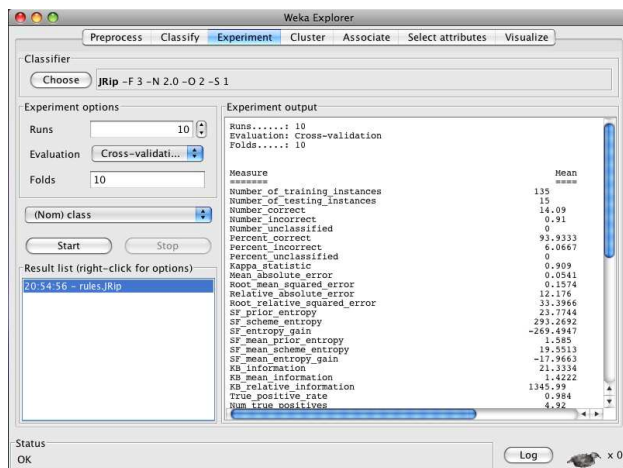 Weka Explorer
Preprocess Classify Experiment Cluster Associate Select attributes Visualize
Classifier
Choose JRip -F 3 -N 2.0 -O 2 -S 1
Experiment options
Runs 10
Evaluation Cross-validati...
Folds 10
(Nom) class
Start Stop
Result list (right-click for options)
20:54:56 - rules.JRip
Experiment output
Runs.....: 10
Evaluation: Cross-validation
Folds.....: 10
Measure Mean
======= ====
Number_of_training_instances 135
Number_of_testing_instances 15
Number_correct 14.09
Number_incorrect 0.91
Number_unclassified 0
Percent_correct 93.9333
Percent_incorrect 6.0667
Percent_unclassified 0
Kappa_statistic 0.909
Mean_absolute_error 0.0541
Root_mean_squared_error 0.1574
Relative_absolute_error 12.176
Root_relative_squared_error 33.3966
SF_prior_entropy 23.7744
SF_scheme_entropy 293.2692
SF_entropy_gain -269.4947
SF_mean_prior_entropy 1.585
SF_mean_scheme_entropy 19.5513
SF_mean_entropy_gain -17.9663
KB_information 21.3334
KB_mean_information 1.4222
KB_relative_information 1345.99
True_positive_rate 0.984
Num_true_positives 4.92
Status
OK
Log x 0